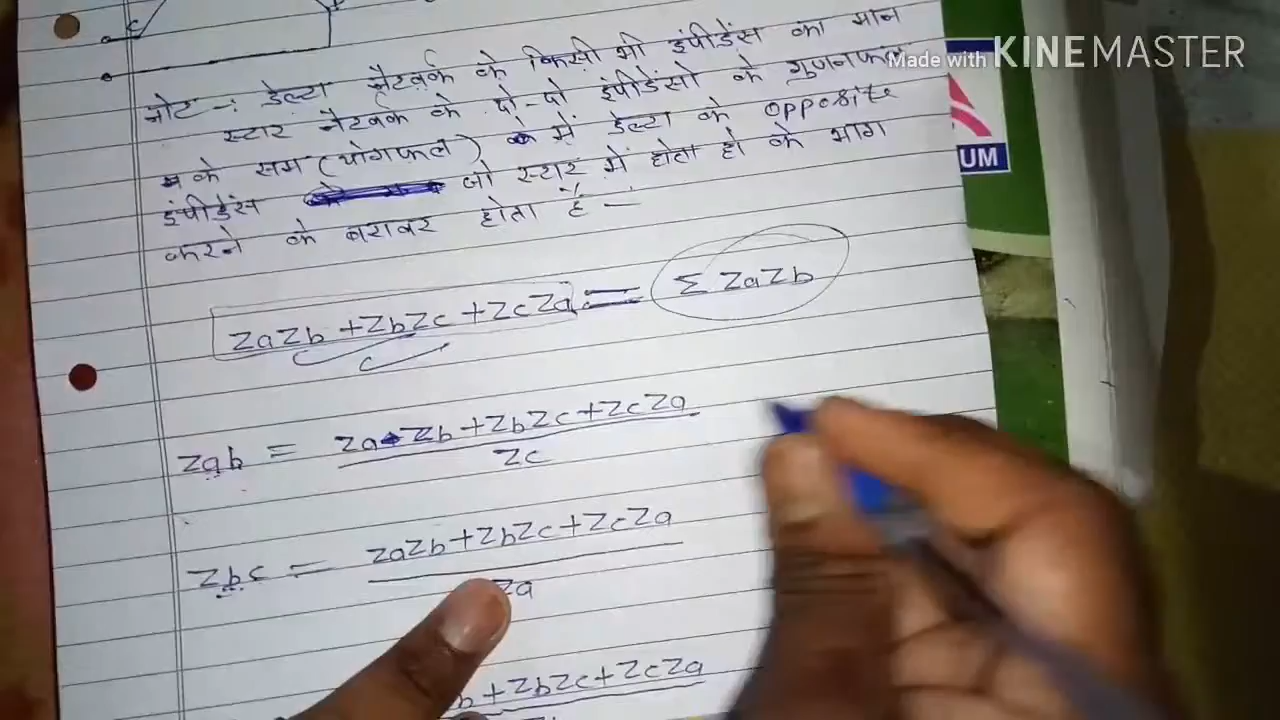 Made with KINEMASTER
C
नोट -: डेल्टा नैटवर्क के किसी भी इंपीडेंस का मान
स्टार नैटवर्क के दो-दो इंपीडेंसो के गुणनफल
के सम (योगफल) में डेल्टा के opposite
इंपीडेंस जो स्टार में होता हो के भाग
करने के बराबर होता है -
ZaZb + ZbZc + ZcZa = Σ ZaZb
Zab = ZaZb + ZbZc + ZcZa
Zc
Zbc = ZaZb + ZbZc + ZcZa
Za
b + ZbZc + ZcZa
UM